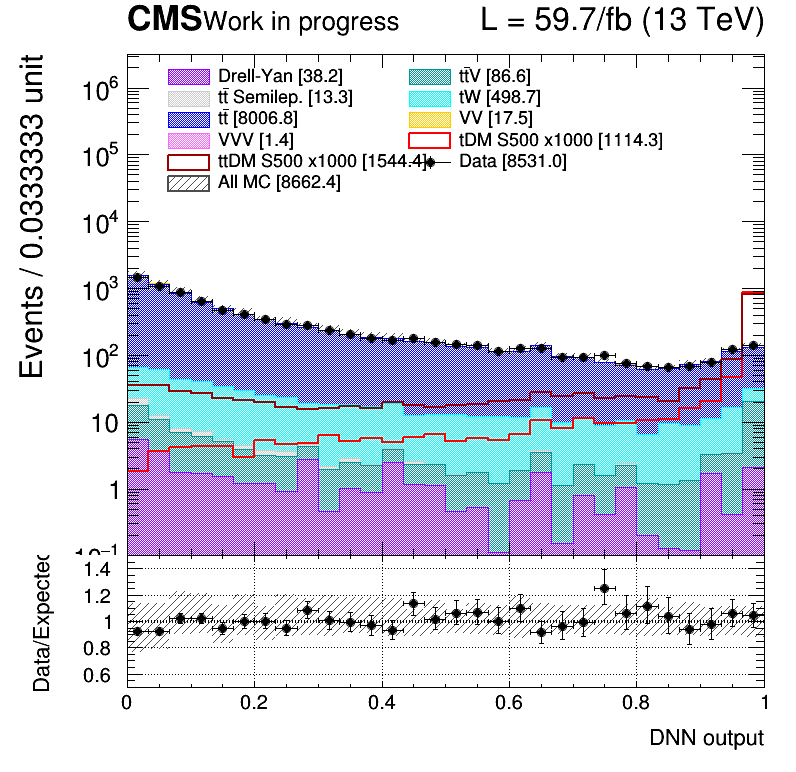 CMS Work in progress L = 59.7/fb (13 TeV)
Events / 0.0333333 unit
Drell-Yan [38.2] tt̄V [86.6]
tt̄ Semilep. [13.3] tW [498.7]
tt̄ [8006.8] VV [17.5]
VVV [1.4] tDM S500 x1000 [1114.3]
ttDM S500 x1000 [1544.4] Data [8531.0]
All MC [8662.4]
10⁶
10⁵
10⁴
10³
10²
10
1
10⁻¹
Data/Expected
1.4
1.2
1
0.8
0.6
0 0.2 0.4 0.6 0.8 1
DNN output